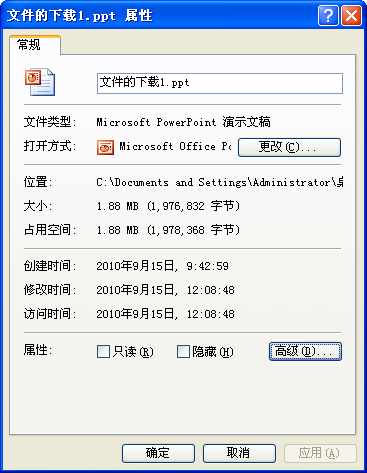 文件的下载1.ppt 属性
常规
文件的下载1.ppt
文件类型: Microsoft PowerPoint 演示文稿
打开方式: Microsoft Office Po 更改(C)...
位置: C:\Documents and Settings\Administrator\桌
大小: 1.88 MB (1,976,832 字节)
占用空间: 1.88 MB (1,978,368 字节)
创建时间: 2010年9月15日, 9:42:59
修改时间: 2010年9月15日, 12:08:48
访问时间: 2010年9月15日, 12:08:48
属性: 只读(R) 隐藏(H) 高级(D)...
确定 取消 应用(A)